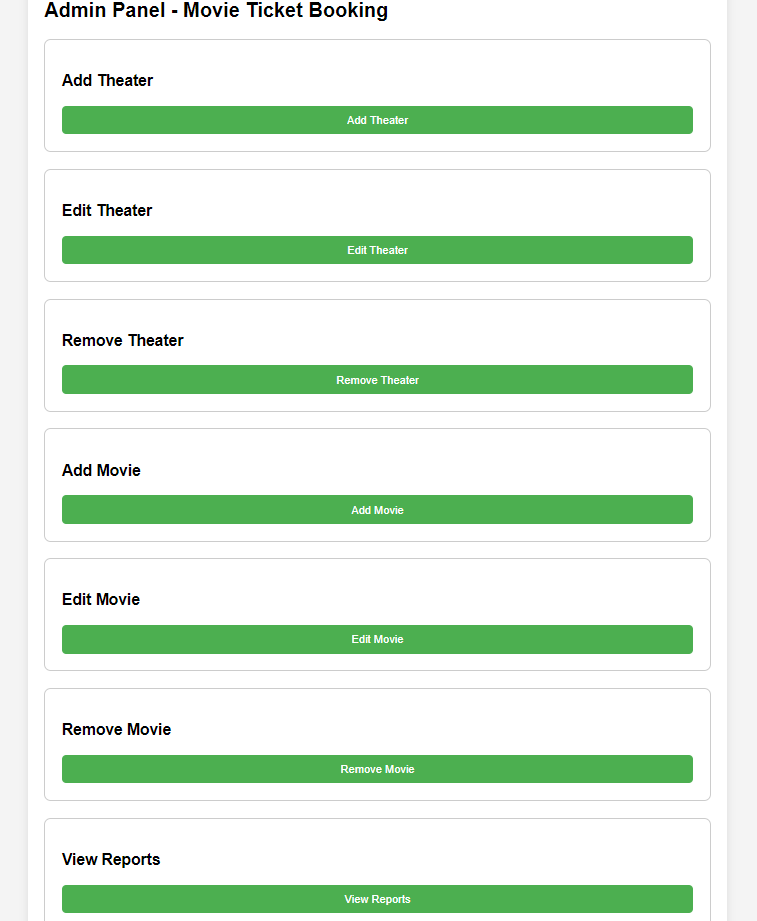 Admin Panel - Movie Ticket Booking
Add Theater
Add Theater
Edit Theater
Edit Theater
Remove Theater
Remove Theater
Add Movie
Add Movie
Edit Movie
Edit Movie
Remove Movie
Remove Movie
View Reports
View Reports